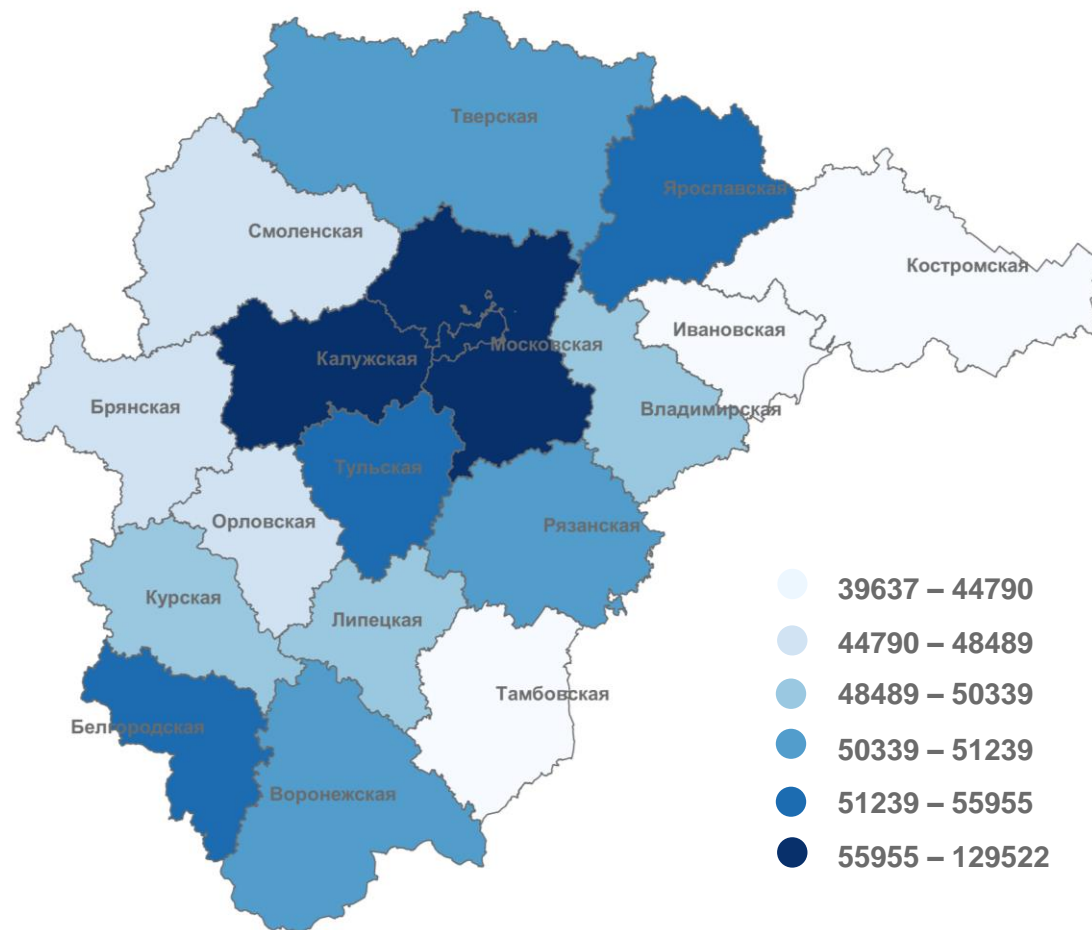 Тверская
Ярославская
Смоленская
Костромская
Ивановская
Московская
Калужская
Брянская
Владимирская
Тульская
Орловская
Рязанская
Курская
Липецкая
Тамбовская
Белгородская
Воронежская
39637 – 44790
44790 – 48489
48489 – 50339
50339 – 51239
51239 – 55955
55955 – 129522